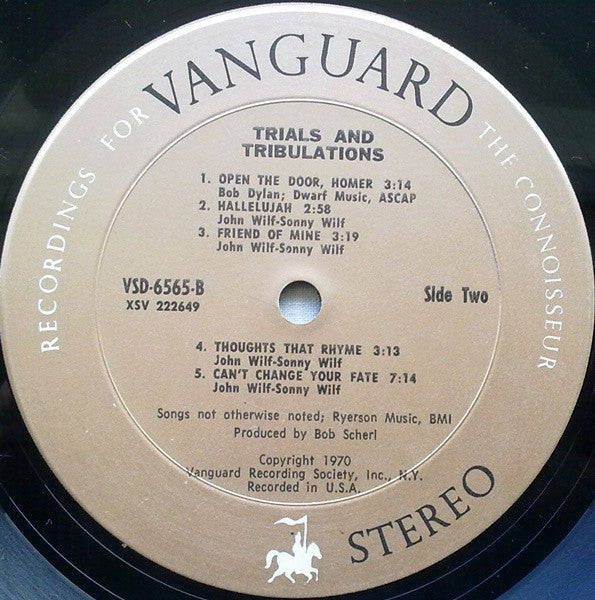 RECORDINGS FOR VANGUARD THE CONNOISSEUR
TRIALS AND
TRIBULATIONS
1. OPEN THE DOOR, HOMER 3:14
Bob Dylan; Dwarf Music, ASCAP
2. HALLELUJAH 2:58
John Wilf-Sonny Wilf
3. FRIEND OF MINE 3:19
John Wilf-Sonny Wilf
VSD-6565-B
XSV 222649
Side Two
4. THOUGHTS THAT RHYME 3:13
John Wilf-Sonny Wilf
5. CAN'T CHANGE YOUR FATE 7:14
John Wilf-Sonny Wilf
Songs not otherwise noted; Ryerson Music, BMI
Produced by Bob Scherl
Copyright 1970
Vanguard Recording Society, Inc., N.Y.
Recorded in U.S.A.
STEREO